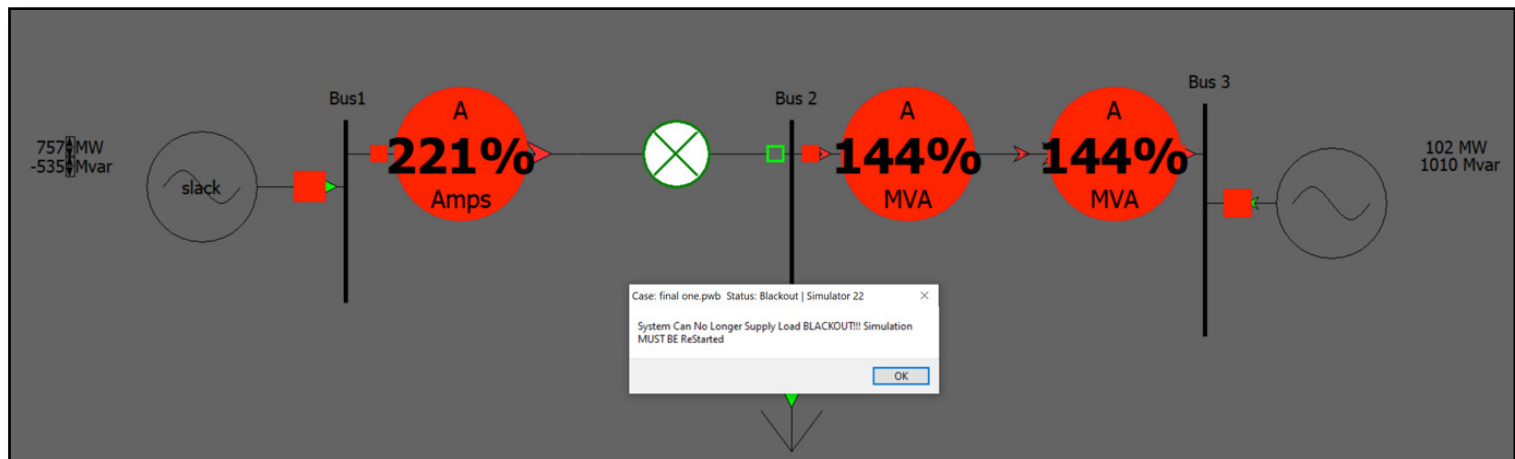 Bus1
A
221%
Amps
757 MW
-535 Mvar
slack
Bus 2
A
144%
MVA
A
144%
MVA
Bus 3
102 MW
1010 Mvar
Case: final one.pwb Status: Blackout | Simulator 22
System Can No Longer Supply Load BLACKOUT!!! Simulation
MUST BE ReStarted
OK